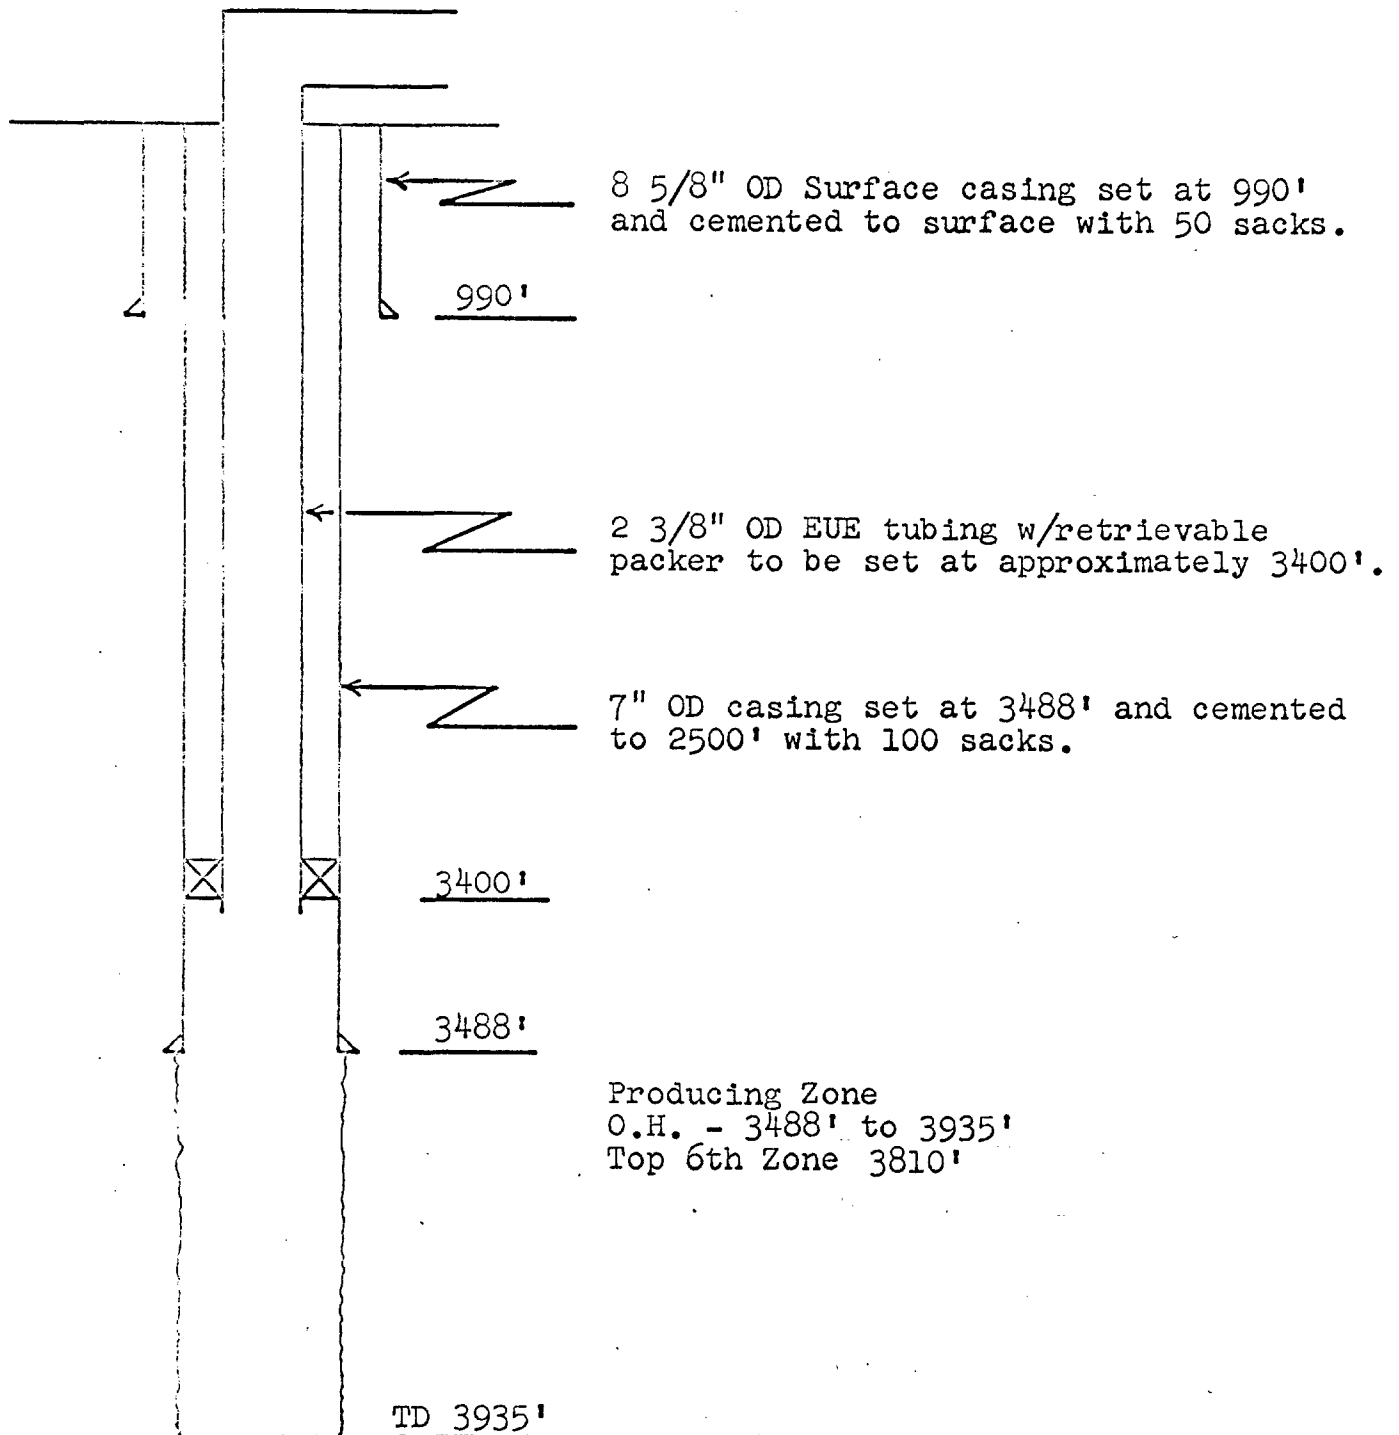 8 5/8" OD Surface casing set at 990'
and cemented to surface with 50 sacks.
990'
2 3/8" OD EUE tubing w/retrievable
packer to be set at approximately 3400'.
7" OD casing set at 3488' and cemented
to 2500' with 100 sacks.
3400'
3488'
Producing Zone
O.H. - 3488' to 3935'
Top 6th Zone 3810'
TD 3935'